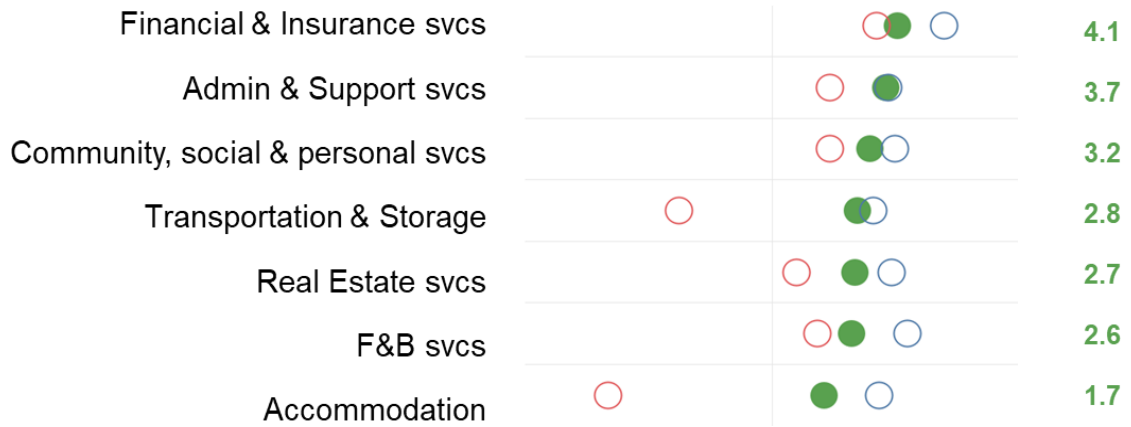 Financial & Insurance svcs 4.1
Admin & Support svcs 3.7
Community, social & personal svcs 3.2
Transportation & Storage 2.8
Real Estate svcs 2.7
F&B svcs 2.6
Accommodation 1.7